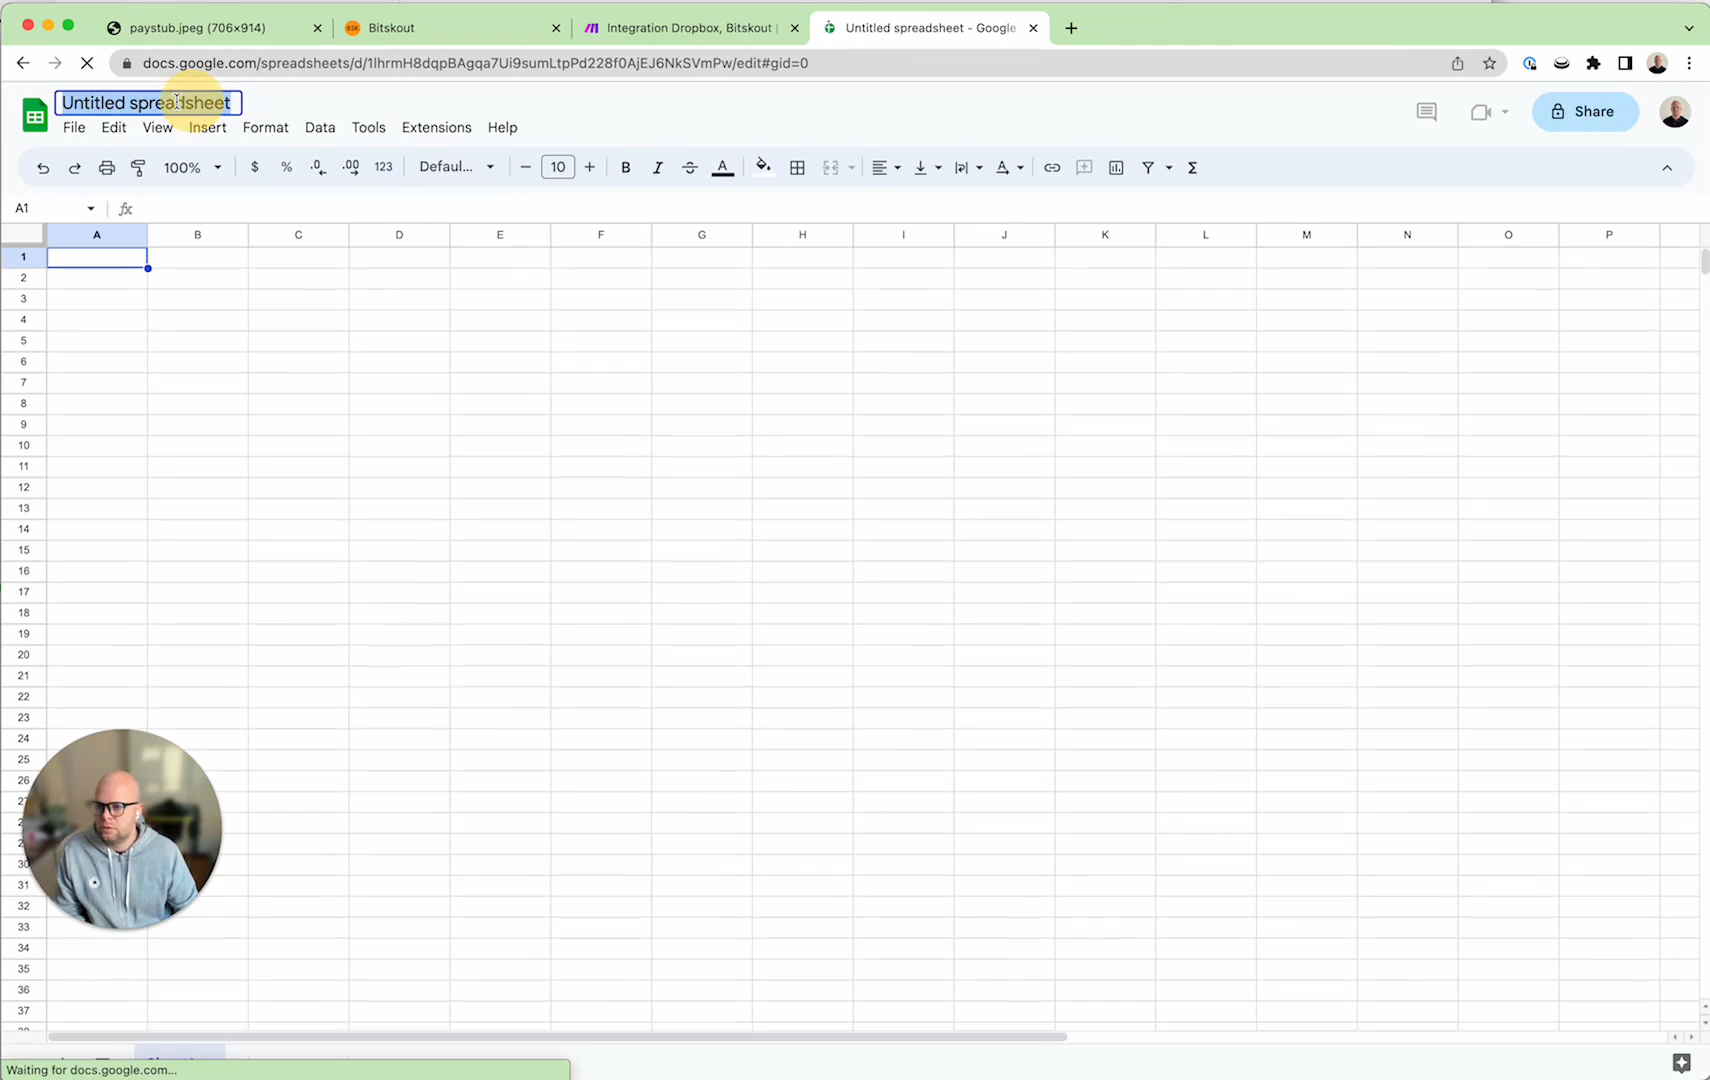 paystub.jpeg (706×914)
BSK Bitskout
Integration Dropbox, Bitskout |
Untitled spreadsheet - Google
docs.google.com/spreadsheets/d/1lhrmH8dqpBAgqa7Ui9sumLtpPd228f0AjEJ6NkSVmPw/edit#gid=0
Untitled spreadsheet
File Edit View Insert Format Data Tools Extensions Help
Share
100% $ % .0 .00 123 Defaul... 10 B I A Σ
A1 fx
A B C D E F G H I J K L M N O P
1
2
3
4
5
6
7
8
9
10
11
12
13
14
15
16
17
18
19
20
21
22
23
24
25
26
27
30
31
32
33
34
35
36
37
Waiting for docs.google.com...